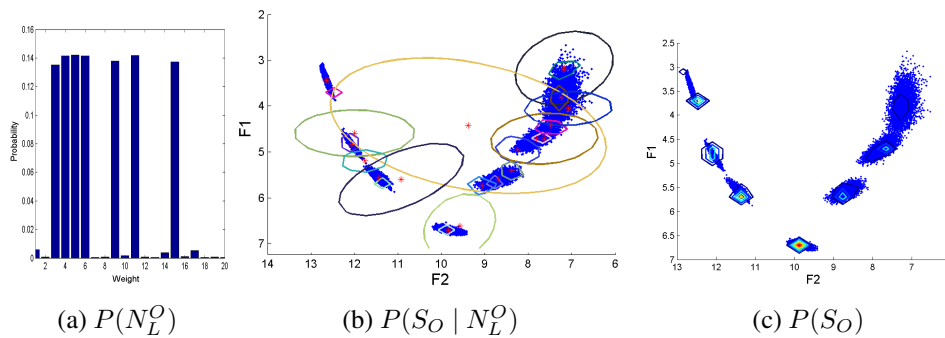 0.16
0.14
0.12
0.1
0.08
0.06
0.04
0.02
0
Probability
2 4 6 8 10 12 14 16 18 20
Weight
(a) P(N_L^O)
1
2
3
4
5
6
7
F1
14 13 12 11 10 9 8 7 6
F2
(b) P(S_O | N_L^O)
2.5
3
3.5
4
4.5
5
5.5
6
6.5
7
F1
13 12 11 10 9 8 7
F2
(c) P(S_O)